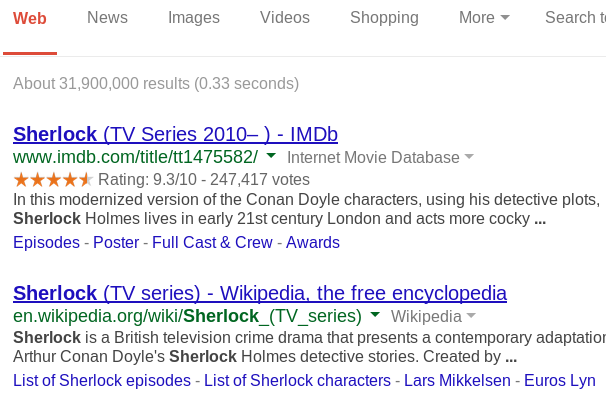 Web News Images Videos Shopping More Search to
About 31,900,000 results (0.33 seconds)
Sherlock (TV Series 2010– ) - IMDb
www.imdb.com/title/tt1475582/ Internet Movie Database
Rating: 9.3/10 - 247,417 votes
In this modernized version of the Conan Doyle characters, using his detective plots,
Sherlock Holmes lives in early 21st century London and acts more cocky ...
Episodes - Poster - Full Cast & Crew - Awards
Sherlock (TV series) - Wikipedia, the free encyclopedia
en.wikipedia.org/wiki/Sherlock_(TV_series) Wikipedia
Sherlock is a British television crime drama that presents a contemporary adaptation
Arthur Conan Doyle's Sherlock Holmes detective stories. Created by ...
List of Sherlock episodes - List of Sherlock characters - Lars Mikkelsen - Euros Lyn